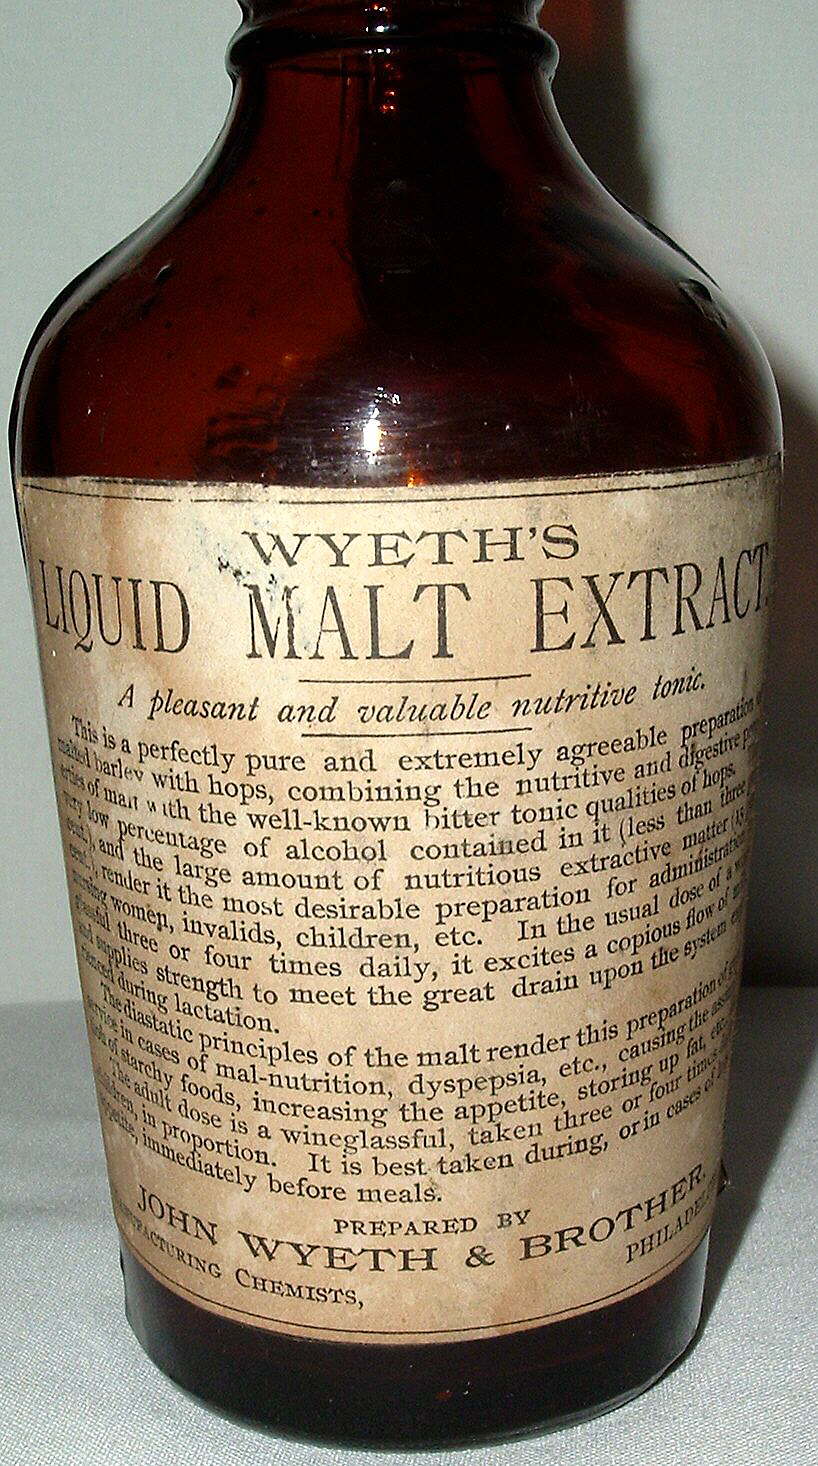 WYETH'S
LIQUID MALT EXTRACT.
A pleasant and valuable nutritive tonic.
This is a perfectly pure and extremely agreeable preparation
malted barley with hops, combining the nutritive and digestive
of malt with the well-known bitter tonic qualities of hops.
very low percentage of alcohol contained in it (less than three
and the large amount of nutritious extractive matter
render it the most desirable preparation for administration
nursing women, invalids, children, etc. In the usual dose of a
three or four times daily, it excites a copious flow of
and supplies strength to meet the great drain upon the system
during lactation.
The diastatic principles of the malt render this preparation of
service in cases of mal-nutrition, dyspepsia, etc., causing the
of starchy foods, increasing the appetite, storing up fat, etc.
The adult dose is a wineglassful, taken three or four times
in proportion. It is best taken during, or in cases of
immediately before meals.
PREPARED BY
JOHN WYETH & BROTHER,
MANUFACTURING CHEMISTS,